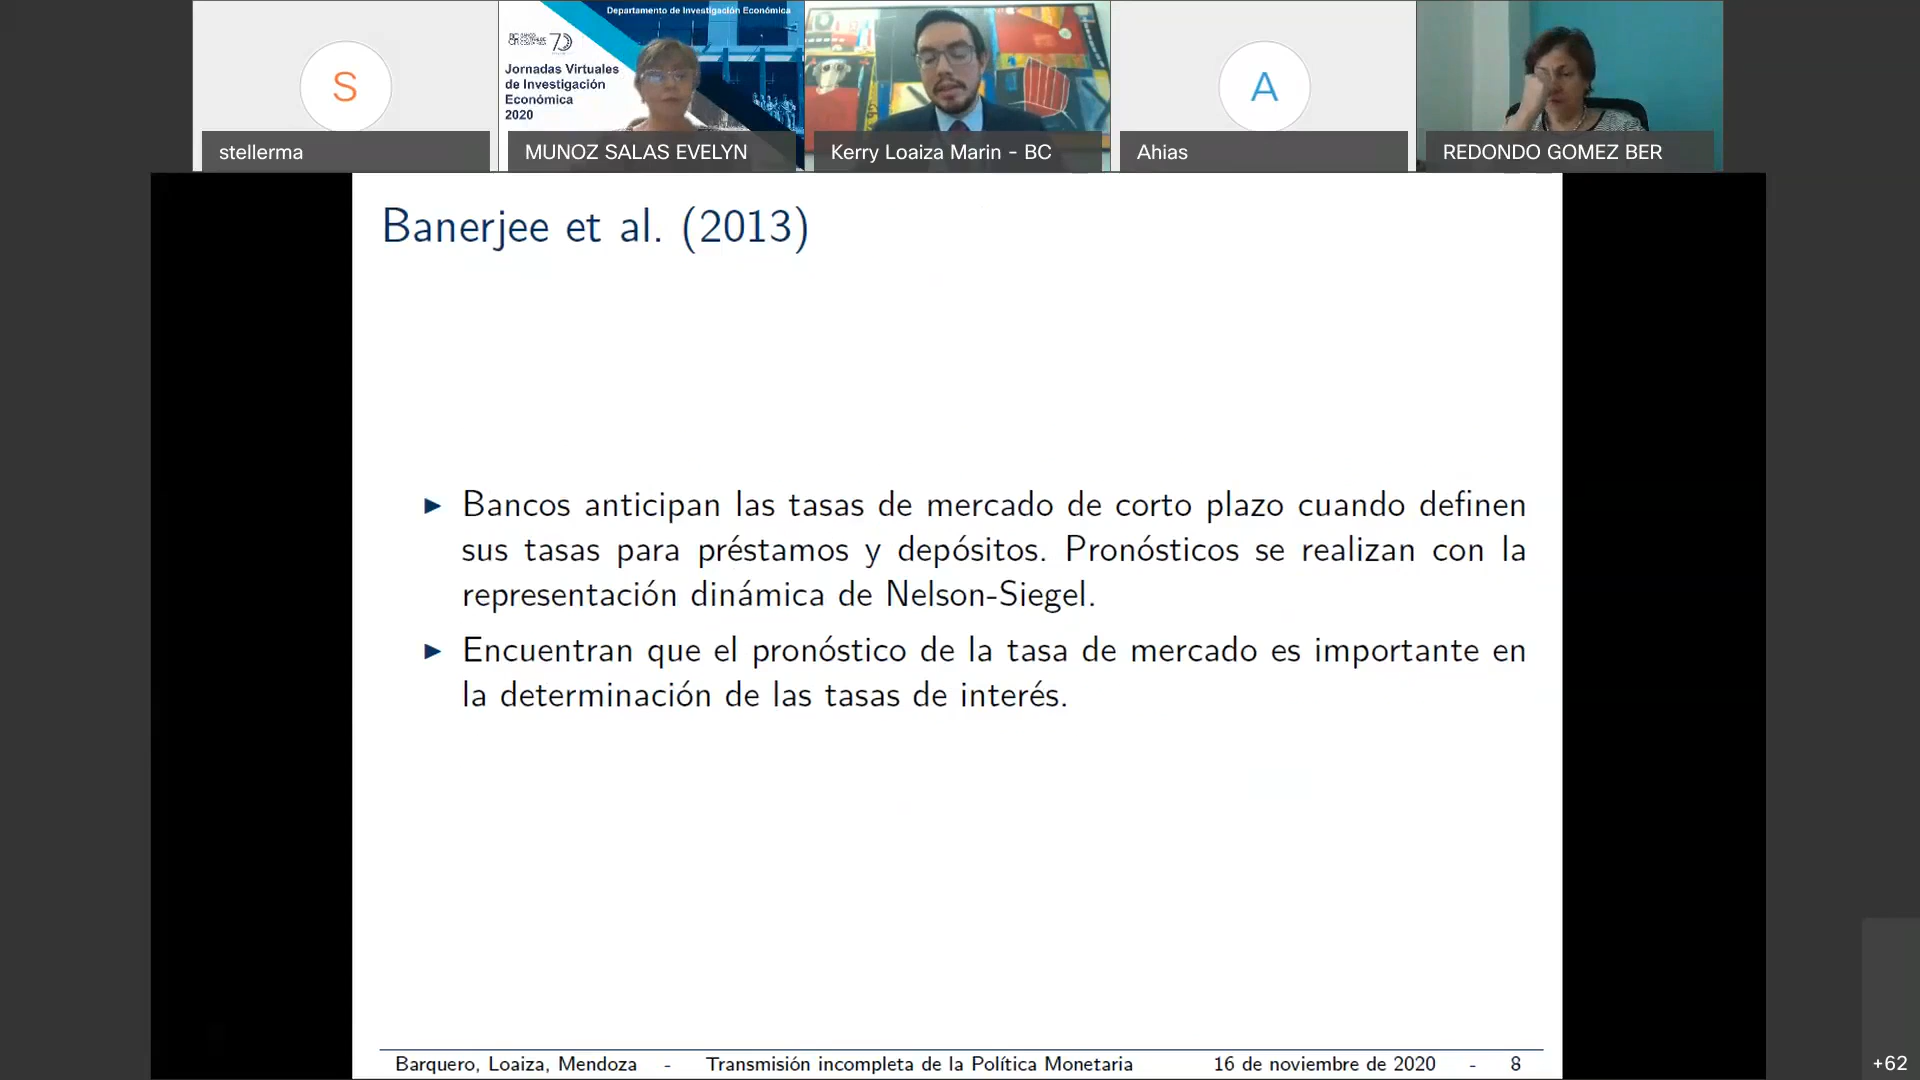 Departamento de Investigación Económica
70
Jornadas Virtuales
de Investigación
Económica
2020
S
A
stellerma
MUNOZ SALAS EVELYN
Kerry Loaiza Marin - BC
Ahias
REDONDO GOMEZ BER
Banerjee et al. (2013)
▶ Bancos anticipan las tasas de mercado de corto plazo cuando definen
sus tasas para préstamos y depósitos. Pronósticos se realizan con la
representación dinámica de Nelson-Siegel.
▶ Encuentran que el pronóstico de la tasa de mercado es importante en
la determinación de las tasas de interés.
Barquero, Loaiza, Mendoza - Transmisión incompleta de la Política Monetaria 16 de noviembre de 2020 - 8
+62